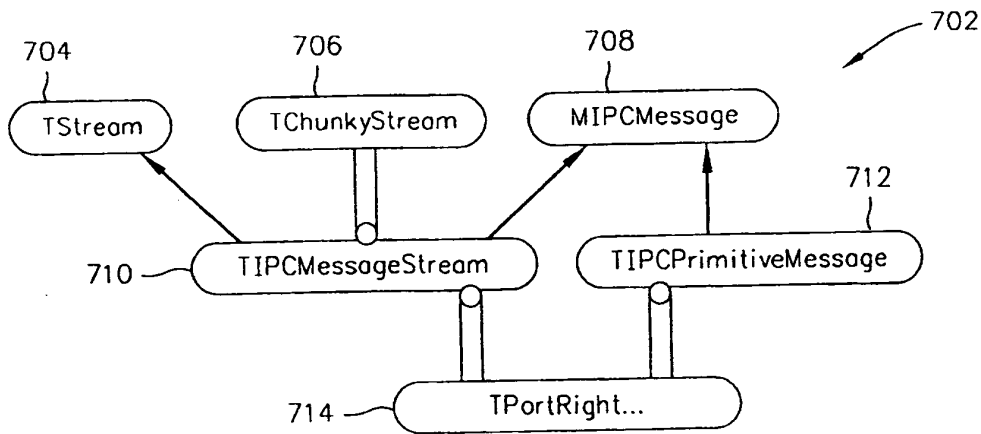 702
704
706
708
TStream
TChunkyStream
MIPCMessage
712
710
TIPCMessageStream
TIPCPrimitiveMessage
714
TPortRight...